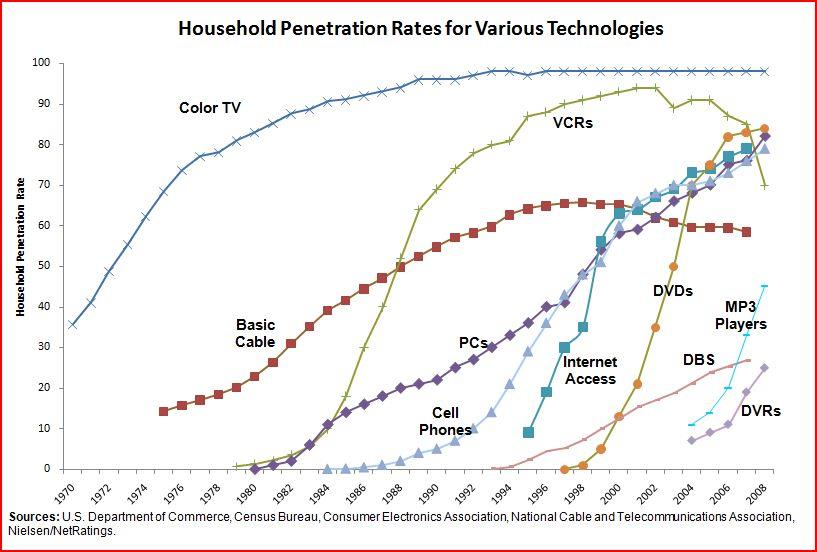 Household Penetration Rates for Various Technologies
100
90
80
70
60
50
40
30
20
10
0
Household Penetration Rate
Color TV
VCRs
Basic
Cable
PCs
Cell
Phones
Internet
Access
DVDs
MP3
Players
DBS
DVRs
1970
1972
1974
1976
1978
1980
1982
1984
1986
1988
1990
1992
1994
1996
1998
2000
2002
2004
2006
2008
Sources: U.S. Department of Commerce, Census Bureau, Consumer Electronics Association, National Cable and Telecommunications Association,
Nielsen/NetRatings.